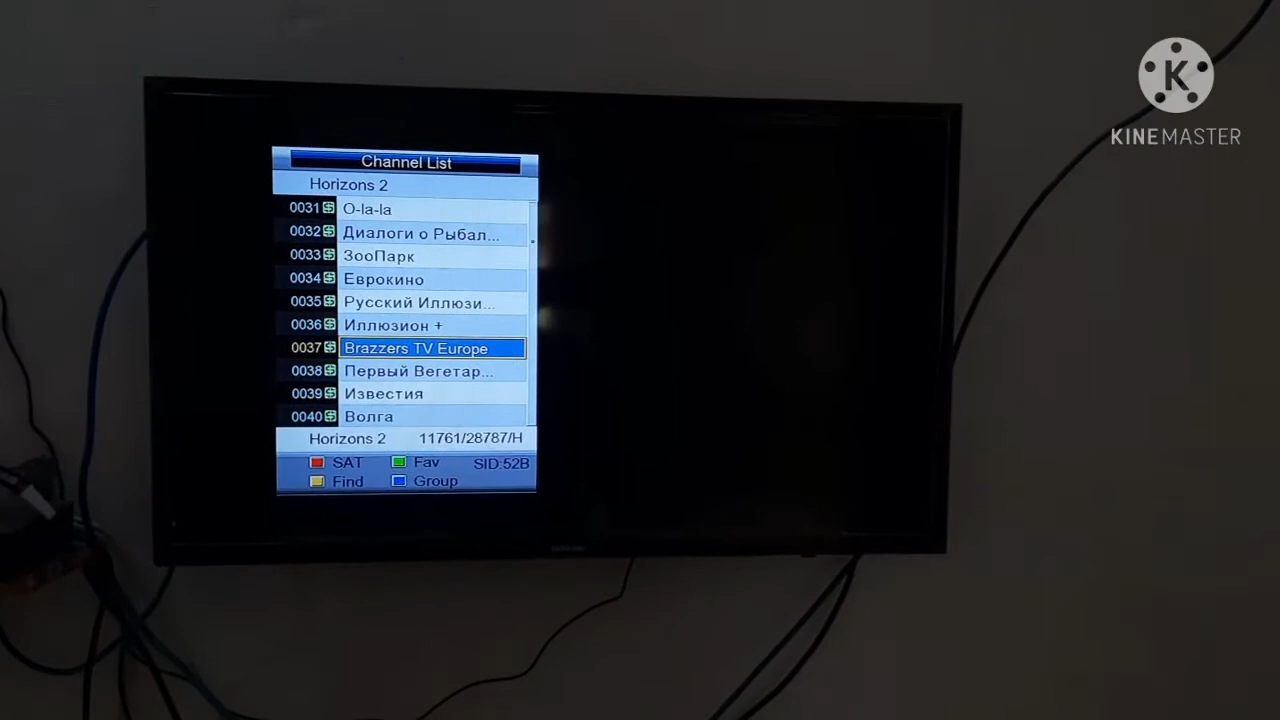 KINEMASTER
Channel List
Horizons 2
0031 O-la-la
0032 Диалоги о Рыбал...
0033 ЗооПарк
0034 Еврокино
0035 Русский Иллюзи...
0036 Иллюзион +
0037 Brazzers TV Europe
0038 Первый Вегетар...
0039 Известия
0040 Волга
Horizons 2 11761/28787/H
SAT Fav SID:52B
Find Group